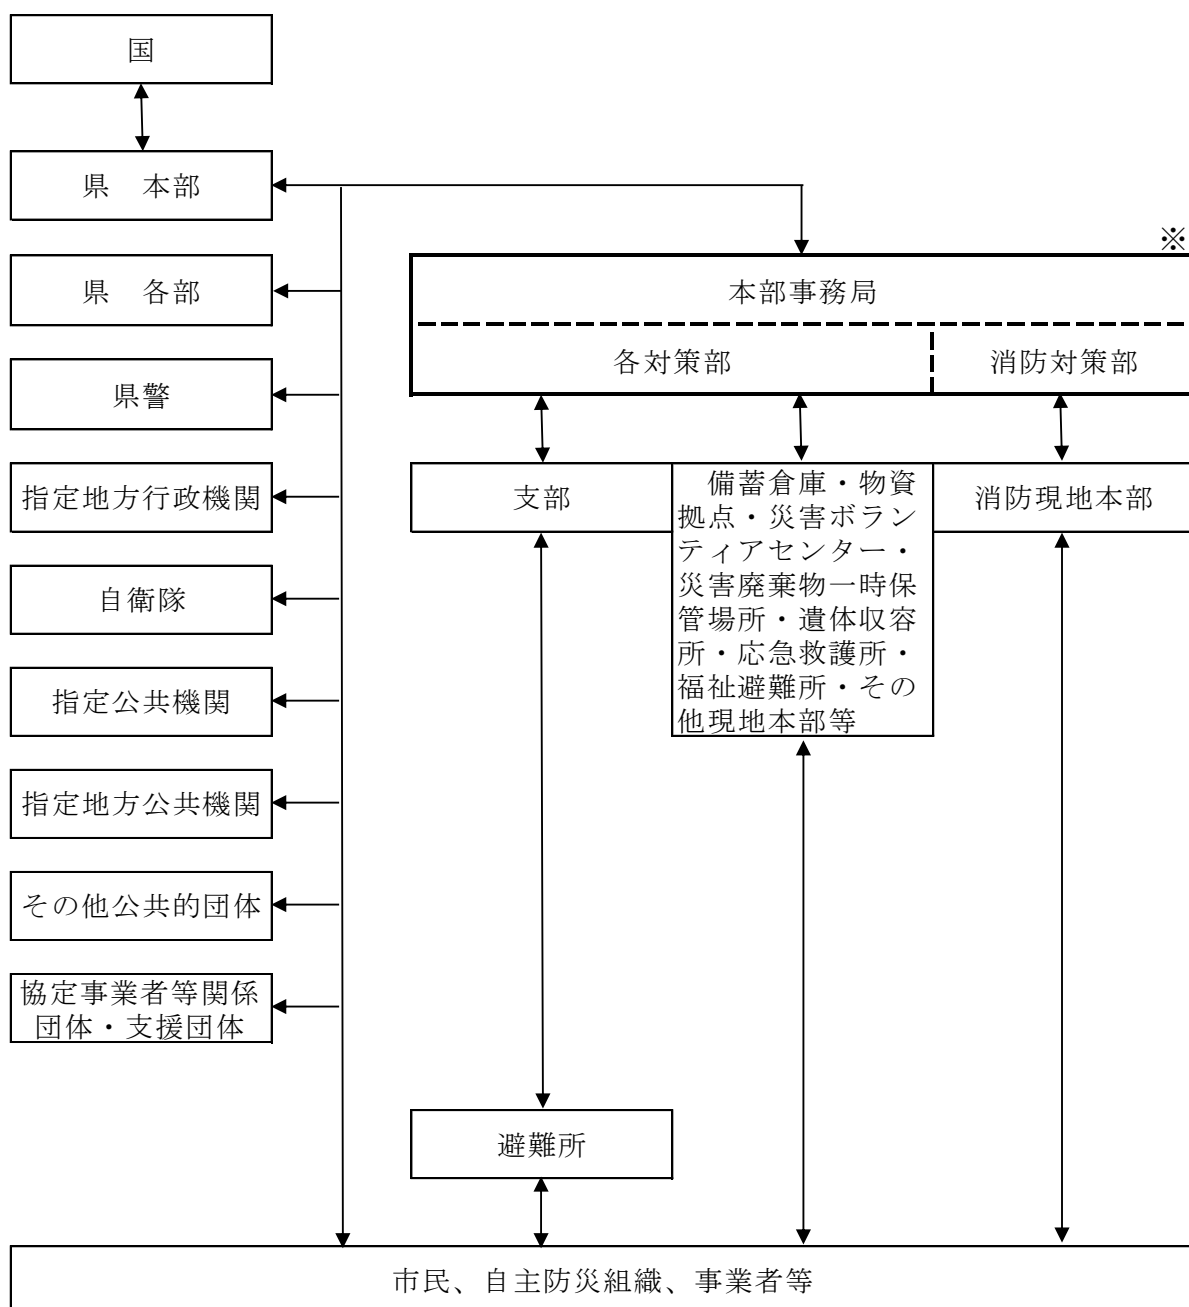 国
県　本部
※
県　各部
本部事務局
県警
各対策部
消防対策部
指定地方行政機関
支部
備蓄倉庫・物資
拠点・災害ボラン
ティアセンター・
災害廃棄物一時保
管場所・遺体収容
所・応急救護所・
福祉避難所・その
他現地本部等
消防現地本部
自衛隊
指定公共機関
指定地方公共機関
その他公共的団体
協定事業者等関係
団体・支援団体
避難所
市民、自主防災組織、事業者等